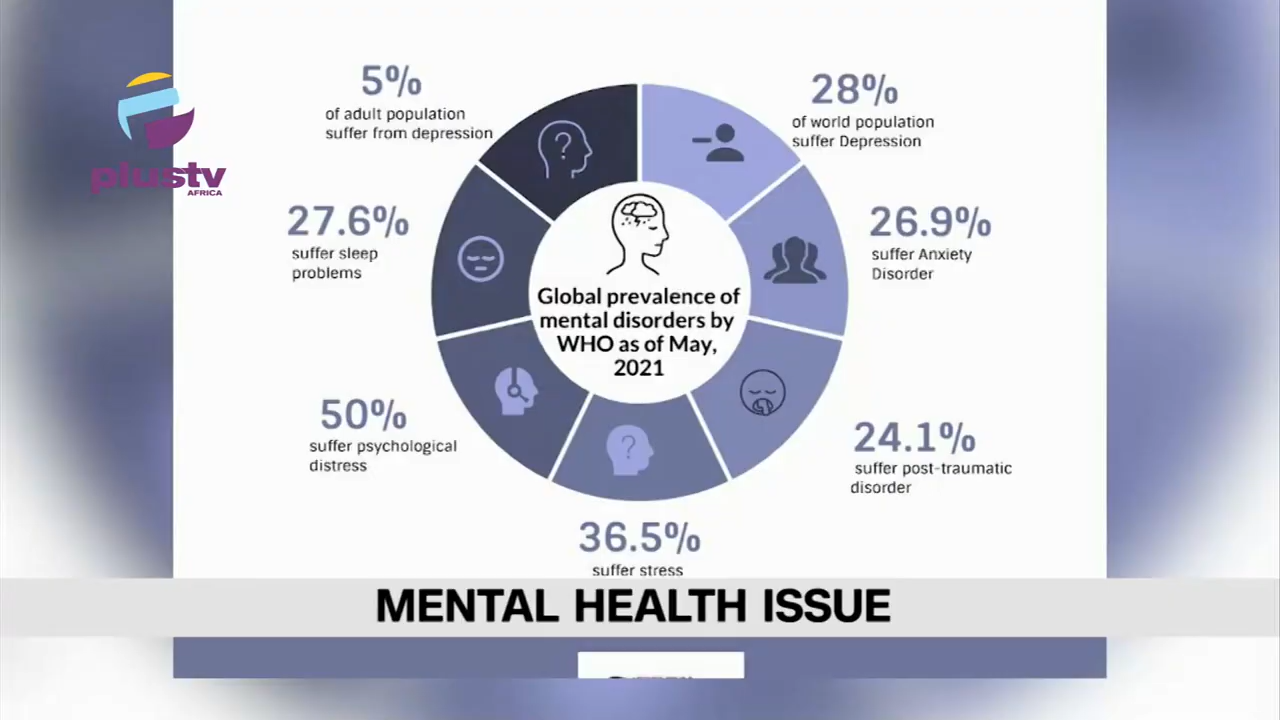 5%
of adult population
suffer from depression
28%
of world population
suffer Depression
plustv
AFRICA
27.6%
suffer sleep
problems
26.9%
suffer Anxiety
Disorder
Global prevalence of
mental disorders by
WHO as of May,
2021
?
50%
suffer psychological
distress
24.1%
suffer post-traumatic
disorder
?
36.5%
suffer stress
MENTAL HEALTH ISSUE